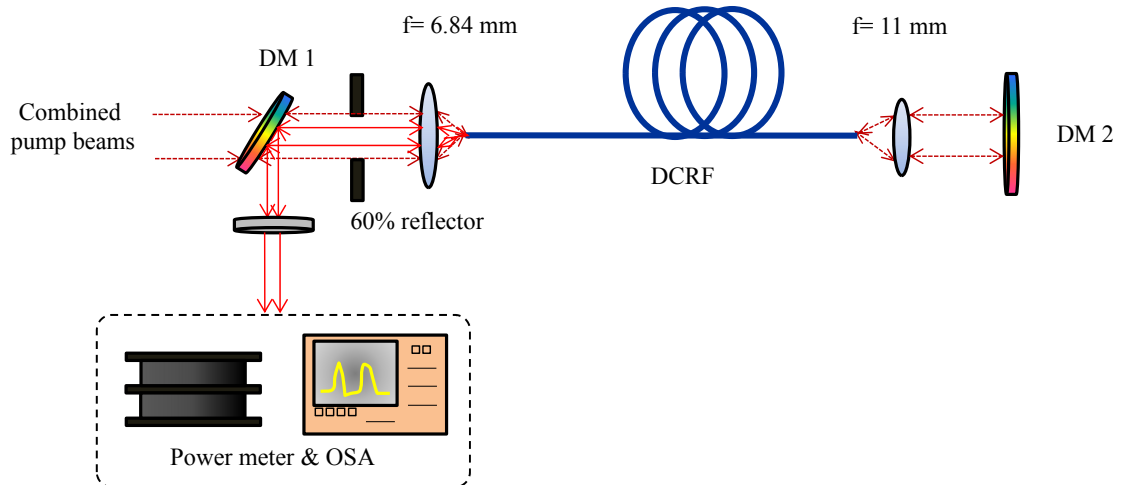 f= 6.84 mm
f= 11 mm
DM 1
Combined
pump beams
DM 2
DCRF
60% reflector
Power meter & OSA